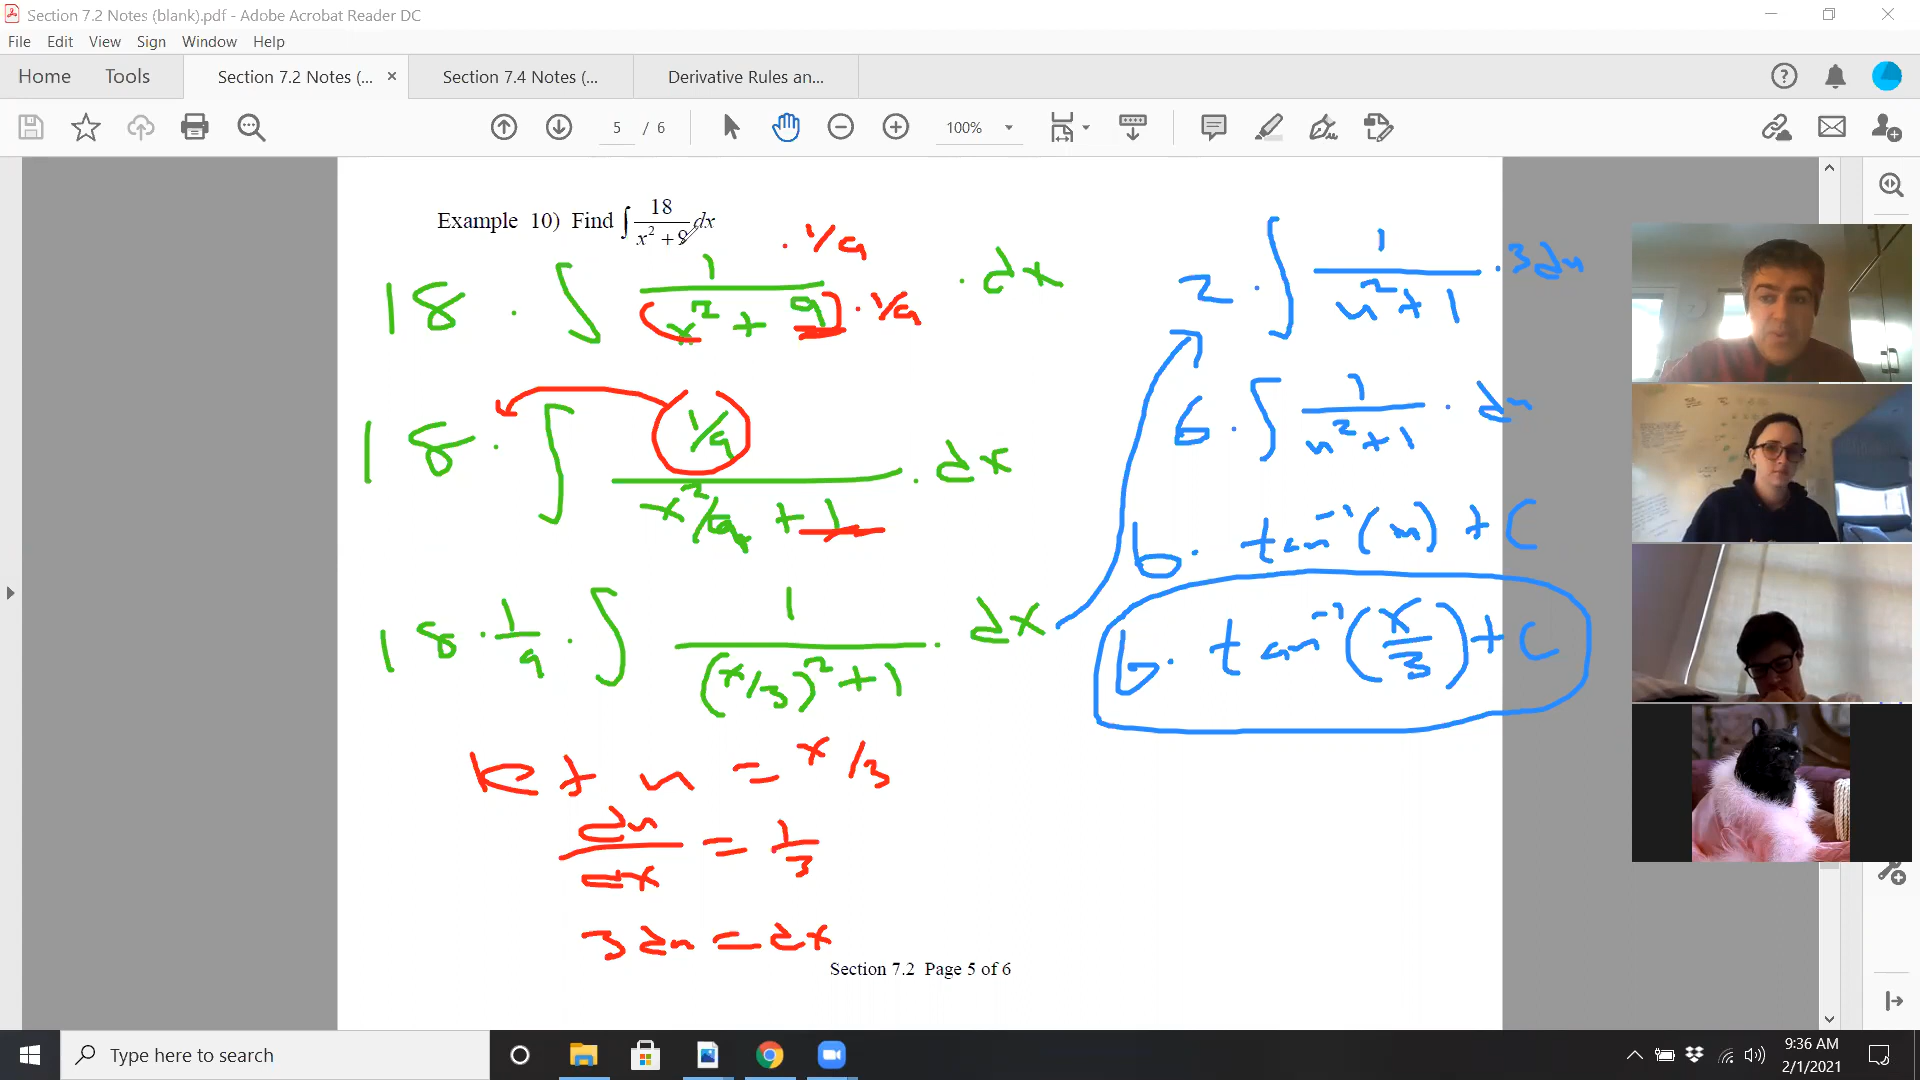 Section 7.2 Notes (blank).pdf - Adobe Acrobat Reader DC
File Edit View Sign Window Help
Home Tools Section 7.2 Notes (... × Section 7.4 Notes (... Derivative Rules an...
5 / 6 100%
Example 10) Find ∫ 18/(x² + 9) dx
18 · ∫ (1 · 1/9)/((x² + 9) · 1/9) · dx
18 · ∫ (1/9)/(x²/9 + 1) · dx
18 · 1/9 · ∫ 1/((x/3)² + 1) · dx
let u = x/3
du/dx = 1/3
3du = dx
2 · ∫ 1/(u² + 1) · 3du
6 · ∫ 1/(u² + 1) · du
6 · tan⁻¹(u) + C
6 · tan⁻¹(x/3) + C
Section 7.2 Page 5 of 6
Type here to search
9:36 AM
2/1/2021